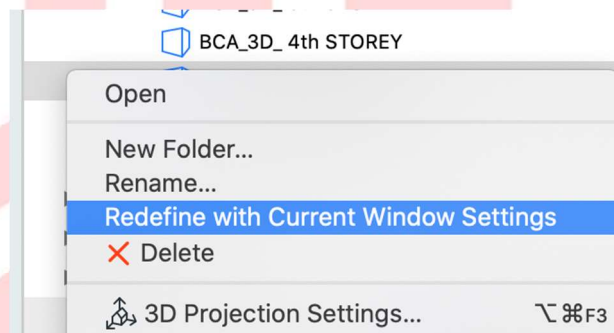 BCA_3D_ 4th STOREY
Open
New Folder...
Rename...
Redefine with Current Window Settings
Delete
3D Projection Settings... ⌥⌘F3